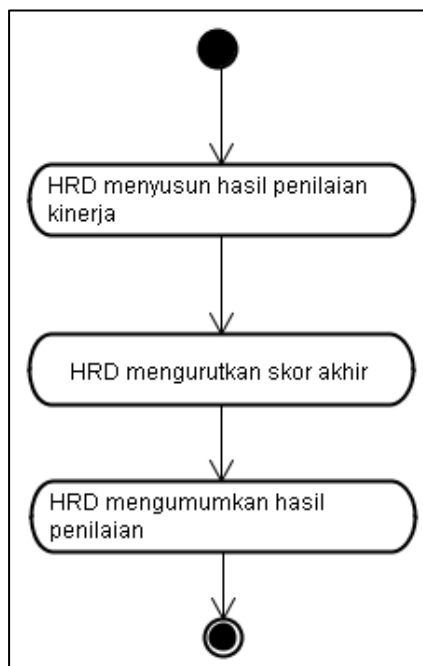 HRD menyusun hasil penilaian
kinerja
HRD mengurutkan skor akhir
HRD mengumumkan hasil
penilaian